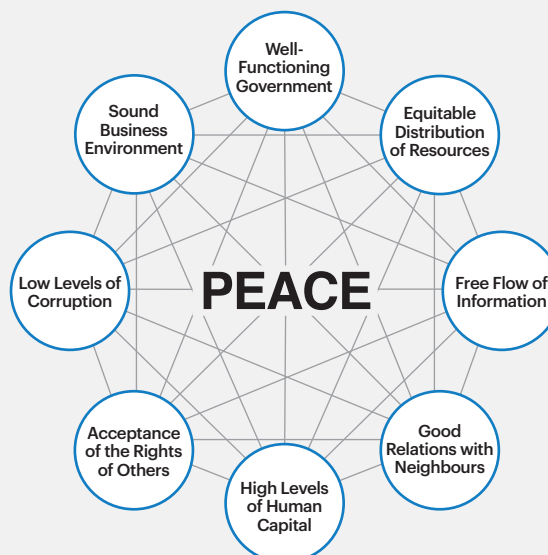 Well-
Functioning
Government
Sound
Business
Environment
Equitable
Distribution
of Resources
Low Levels of
Corruption
PEACE
Free Flow of
Information
Acceptance
of the Rights
of Others
Good
Relations with
Neighbours
High Levels
of Human
Capital